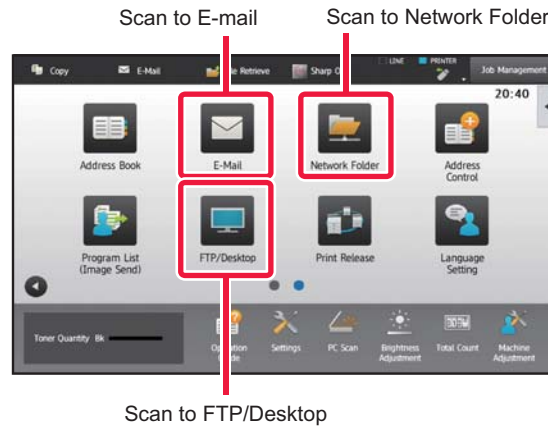 Scan to E-mail
Scan to Network Folder
Copy
E-Mail
Retrieve
Sharp
LINE
PRINTER
Job Management
20:40
Address Book
E-Mail
Network Folder
Address
Control
Program List
(Image Send)
FTP/Desktop
Print Release
Language
Setting
Toner Quantity Bk
Settings
PC Scan
Brightness
Adjustment
Total Count
Machine
Adjustment
Scan to FTP/Desktop